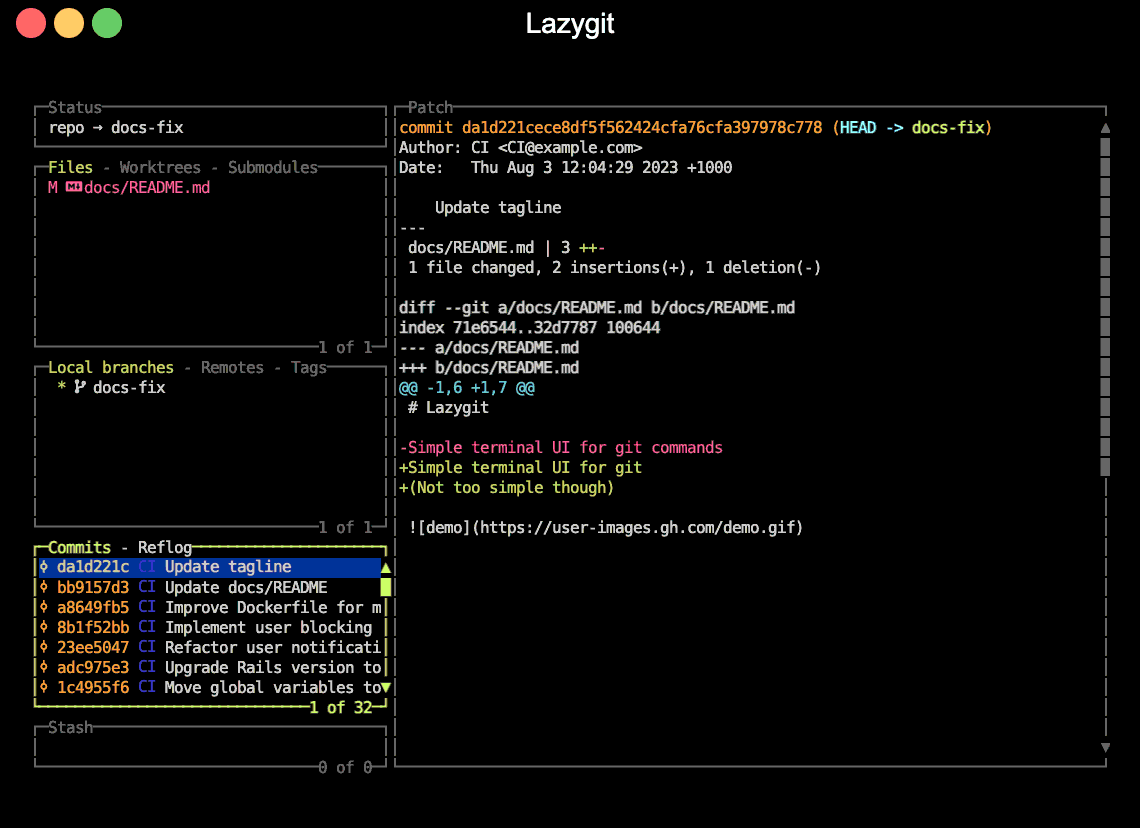 Lazygit
Status
repo → docs-fix
Files - Worktrees - Submodules
M docs/README.md
1 of 1
Local branches - Remotes - Tags
* docs-fix
1 of 1
Commits - Reflog
da1d221c CI Update tagline
bb9157d3 CI Update docs/README
a8649fb5 CI Improve Dockerfile for m
8b1f52bb CI Implement user blocking
23ee5047 CI Refactor user notificati
adc975e3 CI Upgrade Rails version to
1c4955f6 CI Move global variables to
1 of 32
Stash
0 of 0
Patch
commit da1d221cece8df5f562424cfa76cfa397978c778 (HEAD -> docs-fix)
Author: CI <CI@example.com>
Date:   Thu Aug 3 12:04:29 2023 +1000
Update tagline
---
docs/README.md | 3 ++-
1 file changed, 2 insertions(+), 1 deletion(-)
diff --git a/docs/README.md b/docs/README.md
index 71e6544..32d7787 100644
--- a/docs/README.md
+++ b/docs/README.md
@@ -1,6 +1,7 @@
# Lazygit
-Simple terminal UI for git commands
+Simple terminal UI for git
+(Not too simple though)
![demo](https://user-images.gh.com/demo.gif)